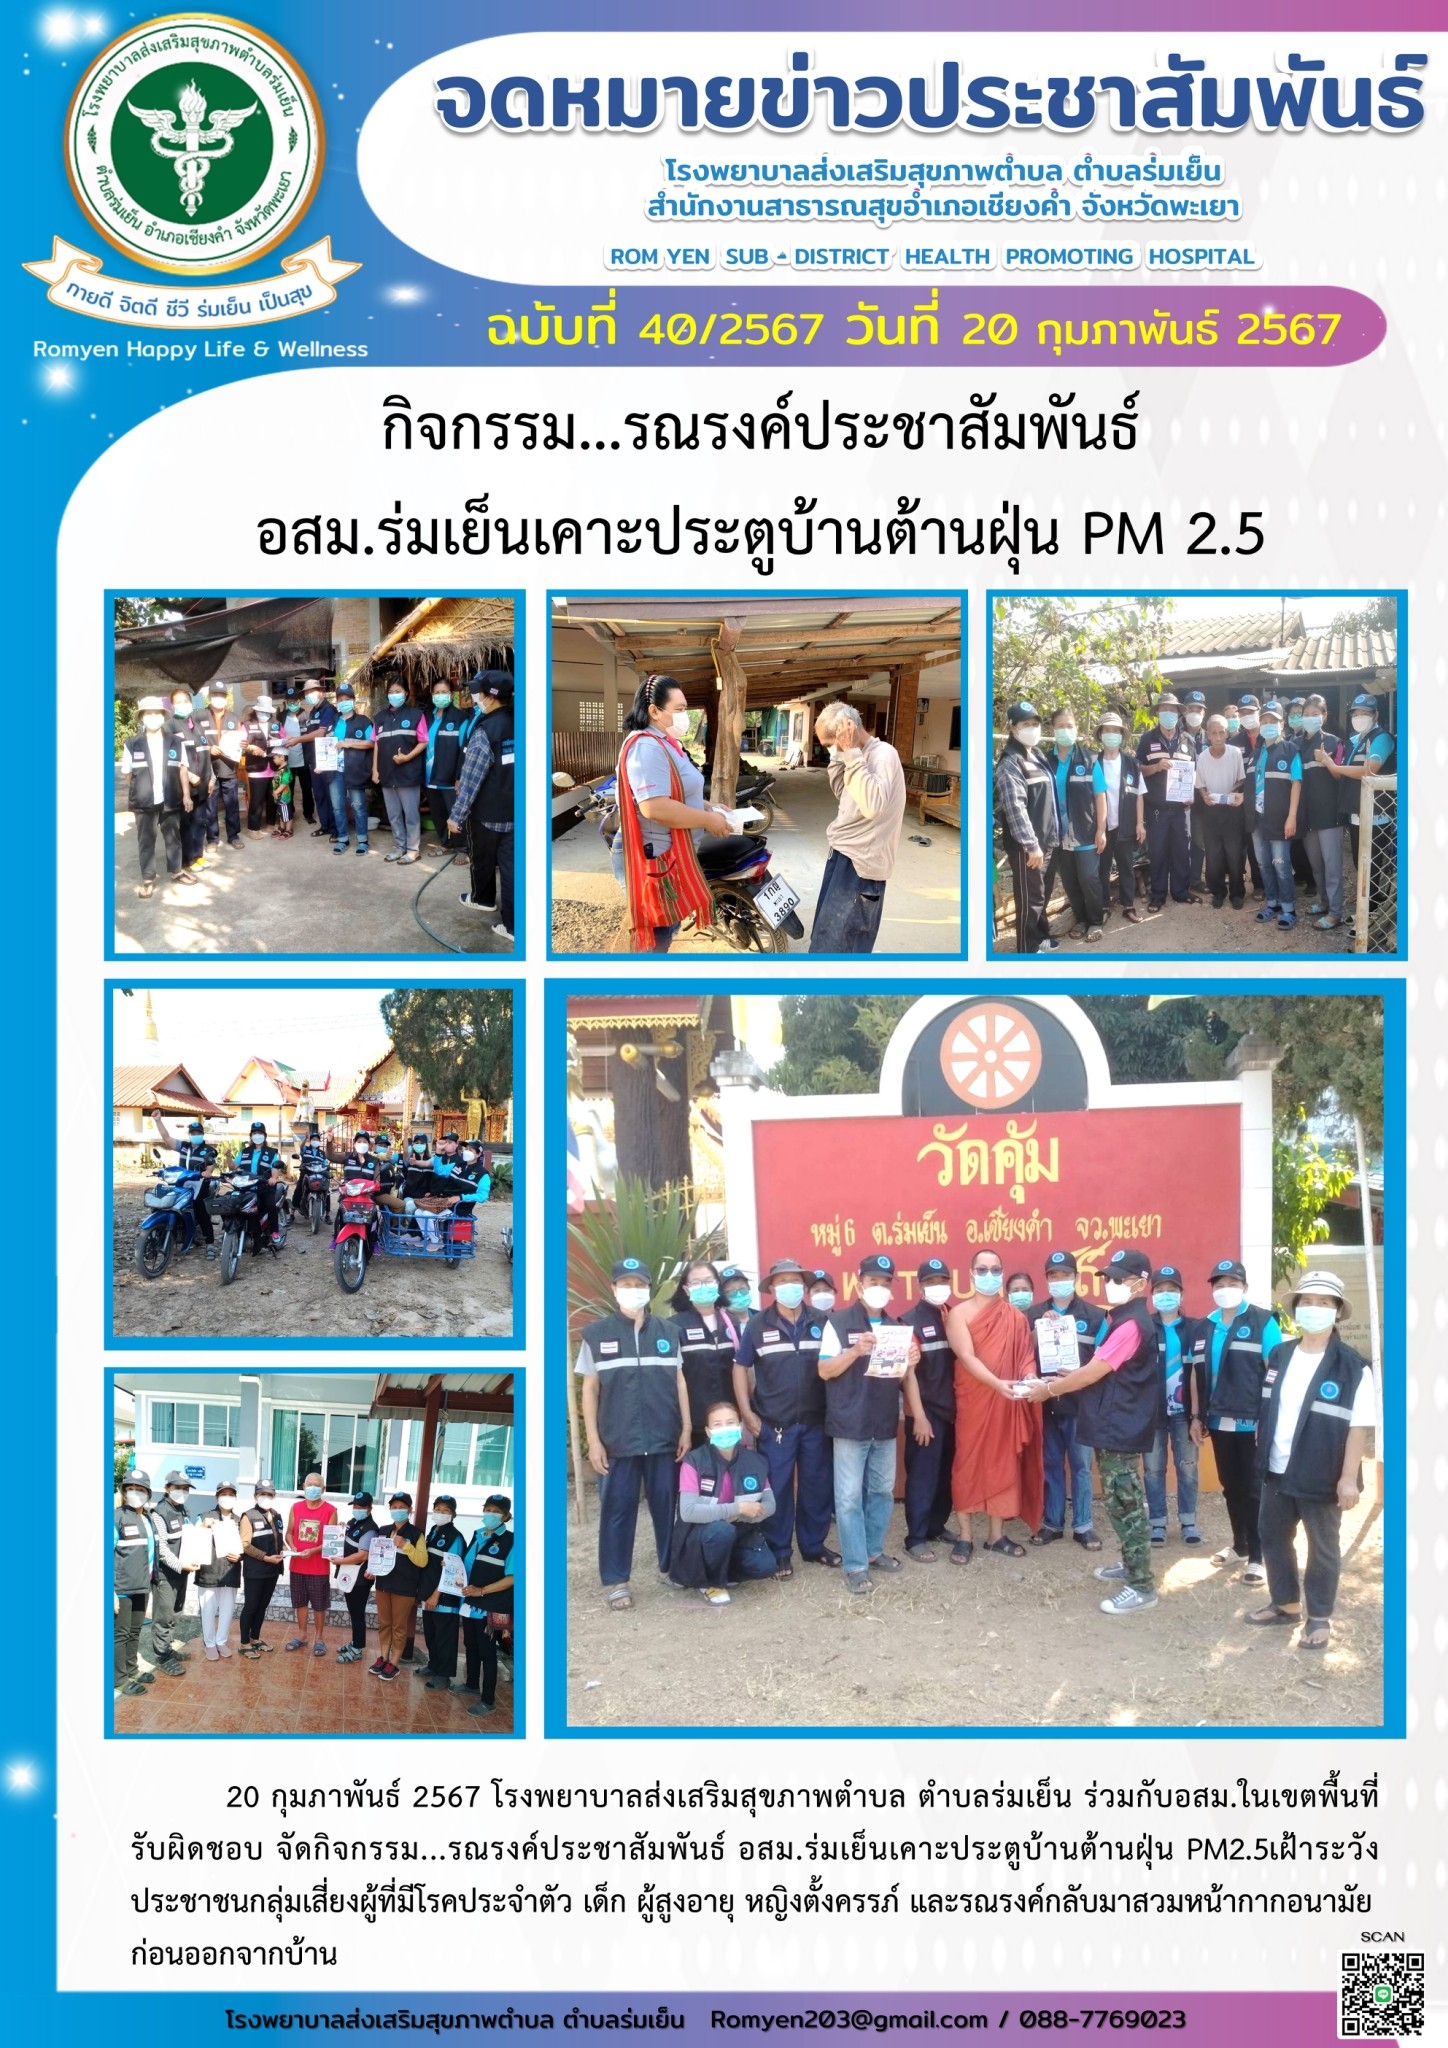 โรงพยาบาลส่งเสริมสุขภาพตำบลร่มเย็น
ตำบลร่มเย็น อำเภอเชียงคำ จังหวัดพะเยา
กายดี จิตดี ชีวี ร่มเย็น เป็นสุข
Romyen Happy Life & Wellness
จดหมายข่าวประชาสัมพันธ์
โรงพยาบาลส่งเสริมสุขภาพตำบล ตำบลร่มเย็น
สำนักงานสาธารณสุขอำเภอเชียงคำ จังหวัดพะเยา
ROM YEN SUB - DISTRICT HEALTH PROMOTING HOSPITAL
ฉบับที่ 40/2567 วันที่ 20 กุมภาพันธ์ 2567
กิจกรรม...รณรงค์ประชาสัมพันธ์
อสม.ร่มเย็นเคาะประตูบ้านต้านฝุ่น PM 2.5
3890
วัดคุ้ม
หมู่ 6 ต.ร่มเย็น อ.เชียงคำ จว.พะเยา
20 กุมภาพันธ์ 2567 โรงพยาบาลส่งเสริมสุขภาพตำบล ตำบลร่มเย็น ร่วมกับอสม.ในเขตพื้นที่
รับผิดชอบ จัดกิจกรรม...รณรงค์ประชาสัมพันธ์ อสม.ร่มเย็นเคาะประตูบ้านต้านฝุ่น PM2.5เฝ้าระวัง
ประชาชนกลุ่มเสี่ยงผู้ที่มีโรคประจำตัว เด็ก ผู้สูงอายุ หญิงตั้งครรภ์ และรณรงค์กลับมาสวมหน้ากากอนามัย
ก่อนออกจากบ้าน
SCAN
โรงพยาบาลส่งเสริมสุขภาพตำบล ตำบลร่มเย็น Romyen203@gmail.com / 088-7769023